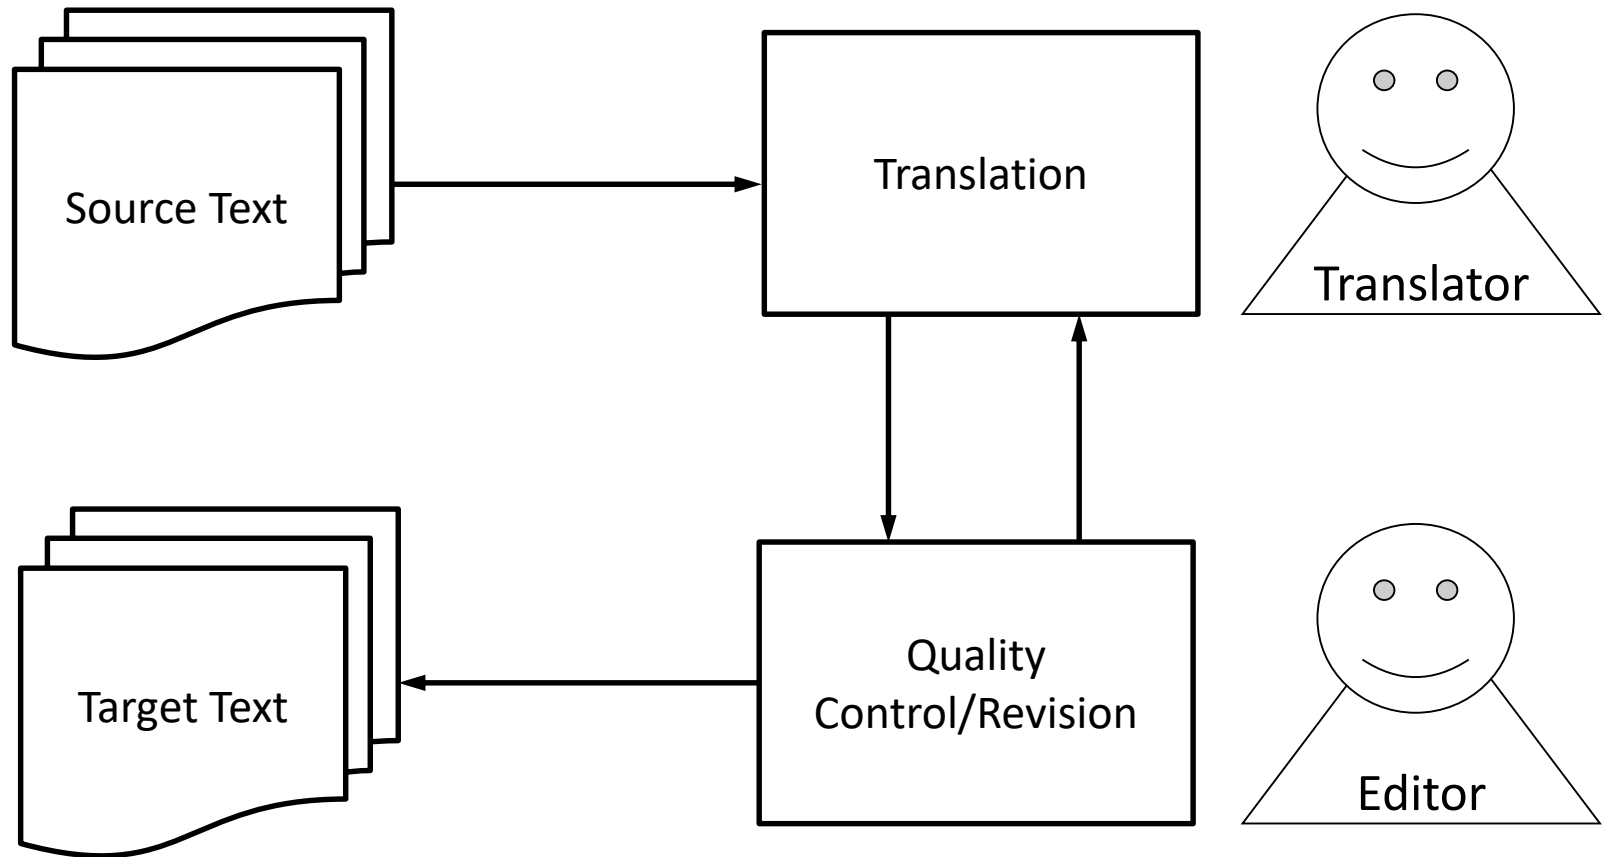 Source Text
Translation
Translator
Target Text
Quality
Control/Revision
Editor